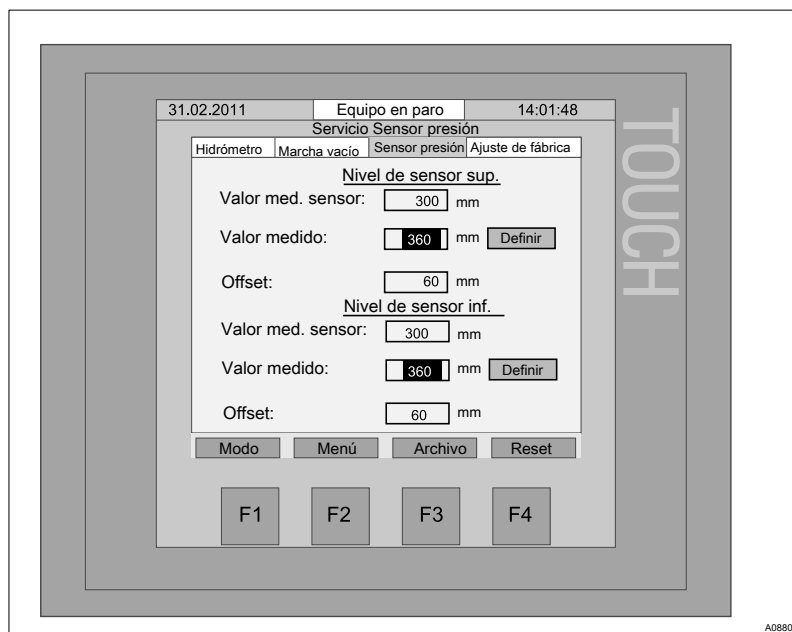 31.02.2011 Equipo en paro 14:01:48
Servicio Sensor presión
Hidrómetro Marcha vacío Sensor presión Ajuste de fábrica
Nivel de sensor sup.
Valor med. sensor: 300 mm
Valor medido: 360 mm Definir
Offset: 60 mm
Nivel de sensor inf.
Valor med. sensor: 300 mm
Valor medido: 360 mm Definir
Offset: 60 mm
Modo Menú Archivo Reset
F1 F2 F3 F4
TOUCH
A0880